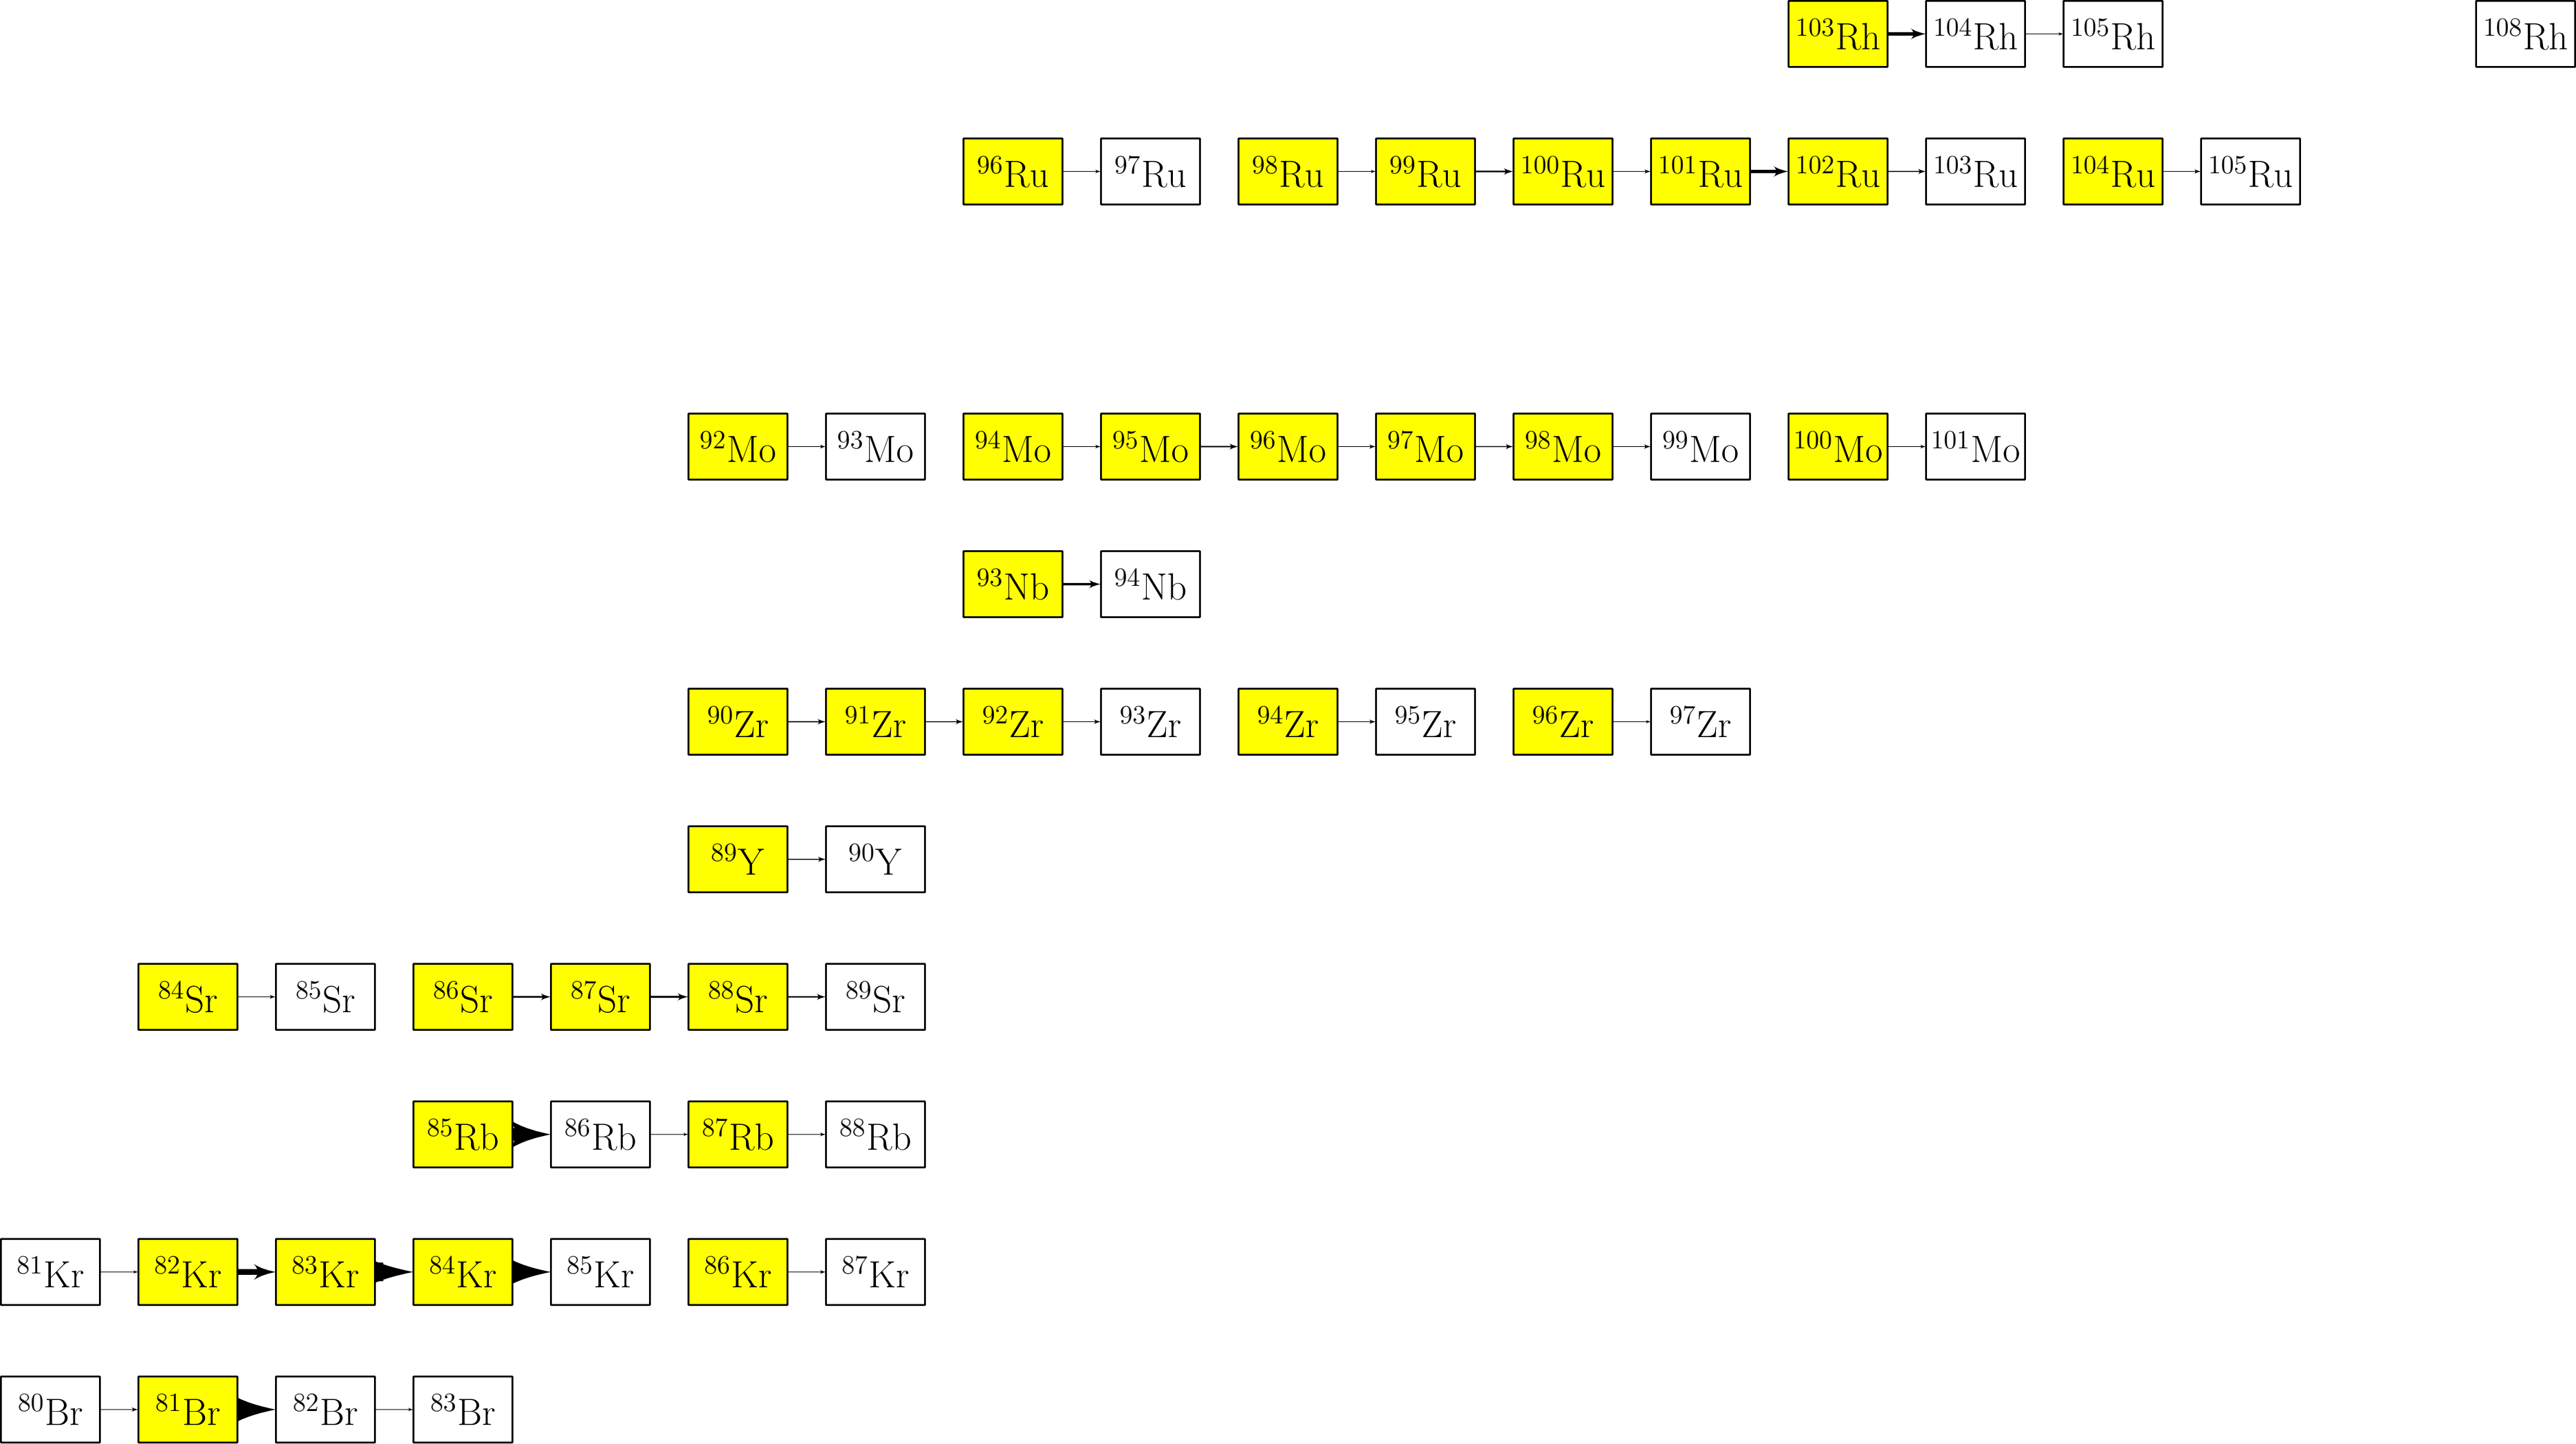 ¹⁰³Rh ¹⁰⁴Rh ¹⁰⁵Rh ¹⁰⁸Rh
⁹⁶Ru ⁹⁷Ru ⁹⁸Ru ⁹⁹Ru ¹⁰⁰Ru ¹⁰¹Ru ¹⁰²Ru ¹⁰³Ru ¹⁰⁴Ru ¹⁰⁵Ru
⁹²Mo ⁹³Mo ⁹⁴Mo ⁹⁵Mo ⁹⁶Mo ⁹⁷Mo ⁹⁸Mo ⁹⁹Mo ¹⁰⁰Mo ¹⁰¹Mo
⁹³Nb ⁹⁴Nb
⁹⁰Zr ⁹¹Zr ⁹²Zr ⁹³Zr ⁹⁴Zr ⁹⁵Zr ⁹⁶Zr ⁹⁷Zr
⁸⁹Y ⁹⁰Y
⁸⁴Sr ⁸⁵Sr ⁸⁶Sr ⁸⁷Sr ⁸⁸Sr ⁸⁹Sr
⁸⁵Rb ⁸⁶Rb ⁸⁷Rb ⁸⁸Rb
⁸¹Kr ⁸²Kr ⁸³Kr ⁸⁴Kr ⁸⁵Kr ⁸⁶Kr ⁸⁷Kr
⁸⁰Br ⁸¹Br ⁸²Br ⁸³Br